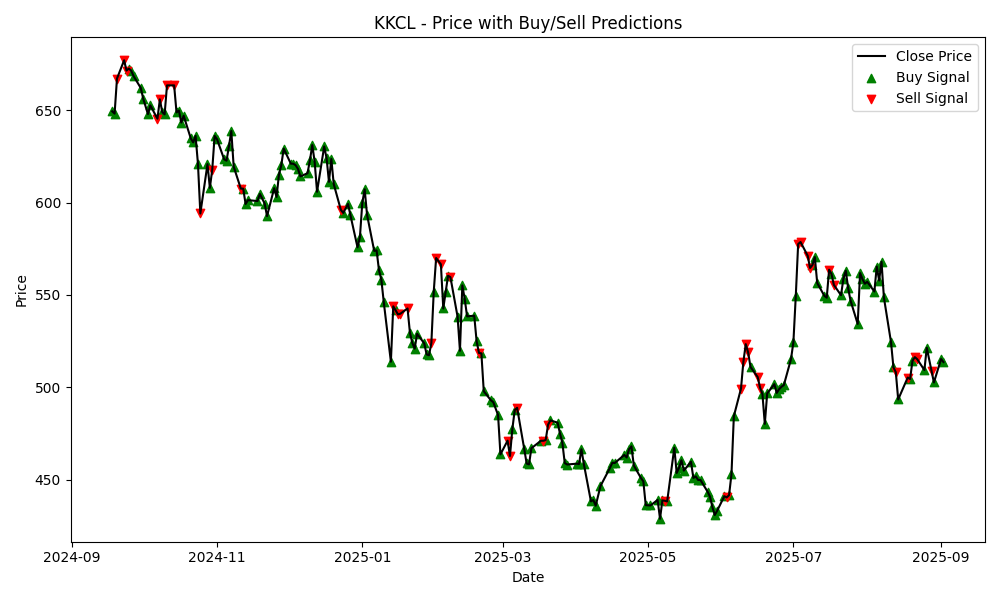 KKCL - Price with Buy/Sell Predictions
Close Price
Buy Signal
Sell Signal
Price
650
600
550
500
450
2024-09
2024-11
2025-01
2025-03
2025-05
2025-07
2025-09
Date